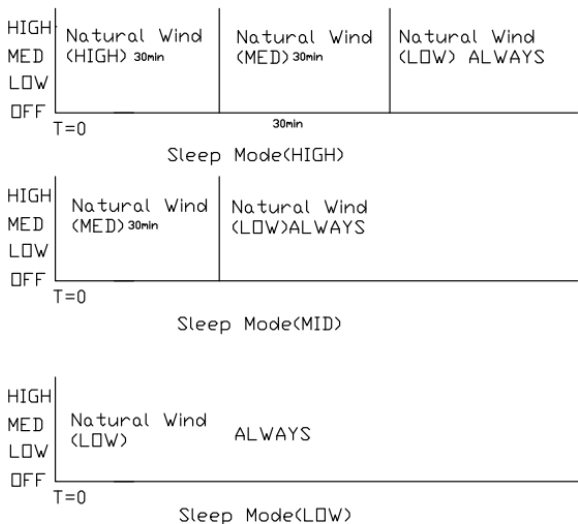 HIGH
MED
LOW
OFF
Natural Wind
(HIGH) 30min
Natural Wind
(MED) 30min
Natural Wind
(LOW) ALWAYS
T=0
30min
Sleep Mode(HIGH)
HIGH
MED
LOW
OFF
Natural Wind
(MED) 30min
Natural Wind
(LOW)ALWAYS
T=0
Sleep Mode(MID)
HIGH
MED
LOW
OFF
Natural Wind
(LOW)
ALWAYS
T=0
Sleep Mode(LOW)